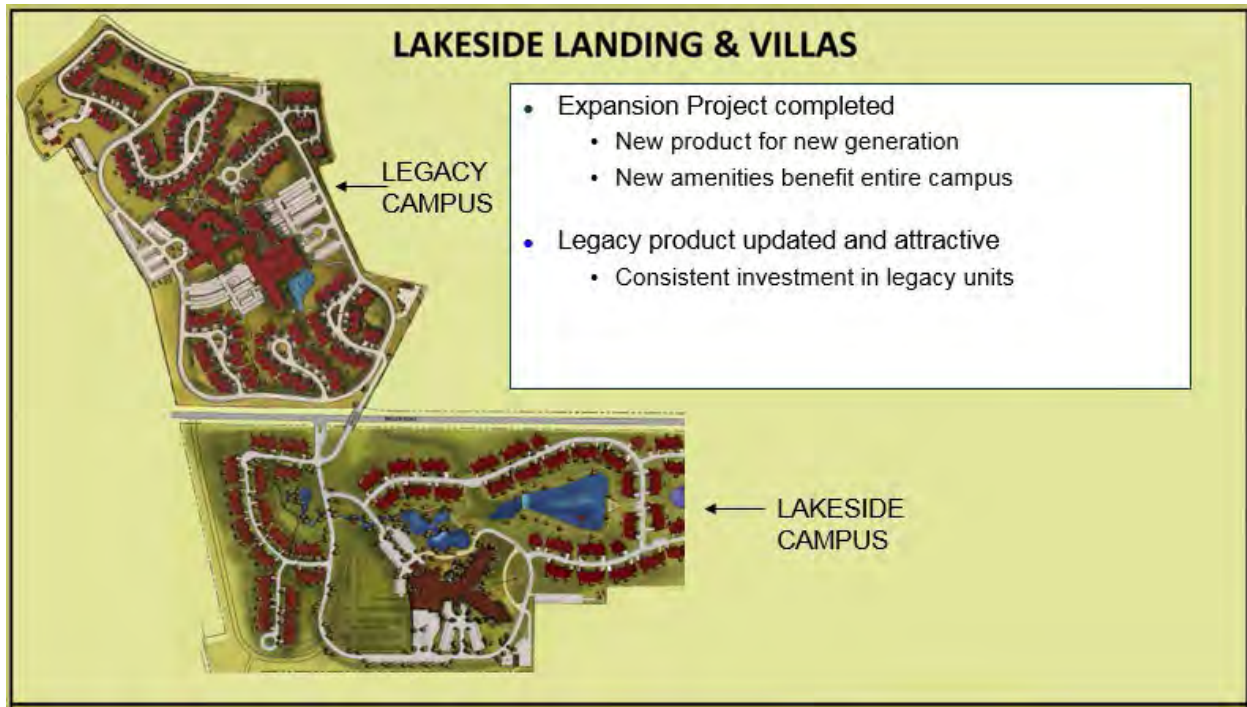 LAKESIDE LANDING & VILLAS
LEGACY
CAMPUS
• Expansion Project completed
• New product for new generation
• New amenities benefit entire campus
• Legacy product updated and attractive
• Consistent investment in legacy units
LAKESIDE
CAMPUS